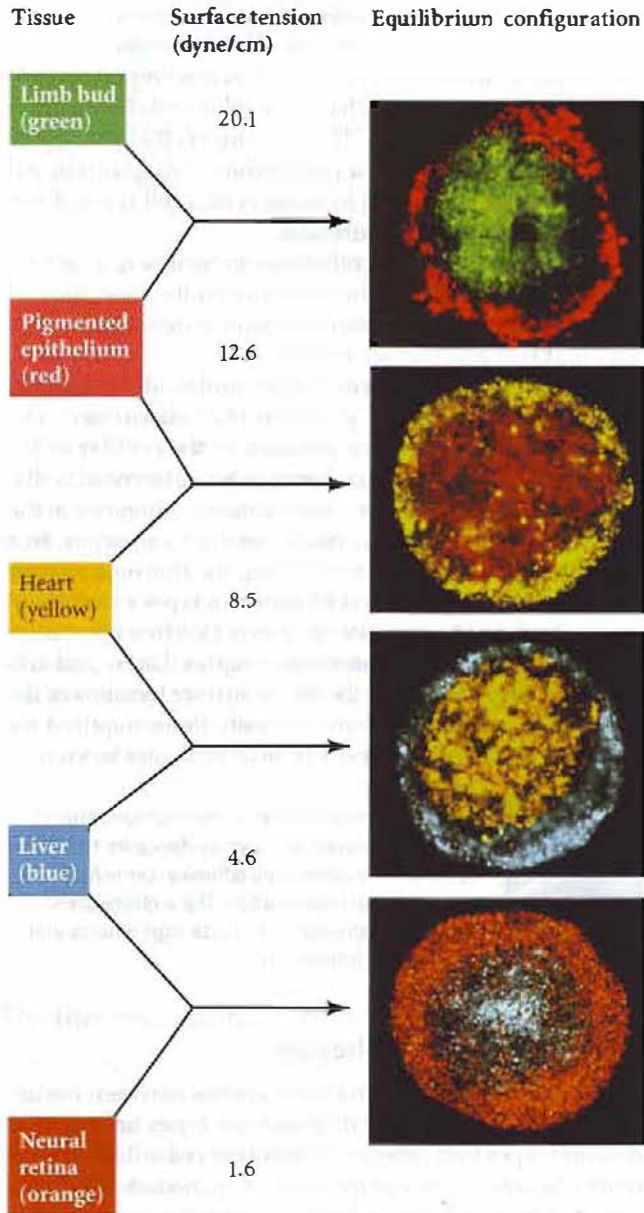 Tissue
Surface tension
(dyne/cm)
Equilibrium configuration
Limb bud
(green)
20.1
Pigmented
epithelium
(red)
12.6
Heart
(yellow)
8.5
Liver
(blue)
4.6
Neural
retina
(orange)
1.6